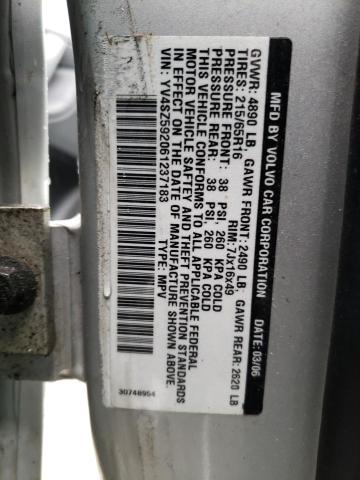 MFD BY VOLVO CAR CORPORATION DATE: 03/06
GVWR: 4890 LB, GAWR FRONT: 2490 LB, GAWR REAR: 2620 LB
TIRES: 215/65R16 RIM: 7Jx16x49
PRESSURE FRONT: 38 PSI, 260 KPA COLD
PRESSURE REAR: 38 PSI, 260 KPA COLD
THIS VEHICLE CONFORMS TO ALL APPLICABLE FEDERAL
MOTOR VEHICLE SAFTEY AND THEFT PREVENTION STANDARDS
IN EFFECT ON DATE OF MANUFACTURE SHOWN ABOVE.
VIN: YV4SZ592061237183 TYPE: MPV
30748954